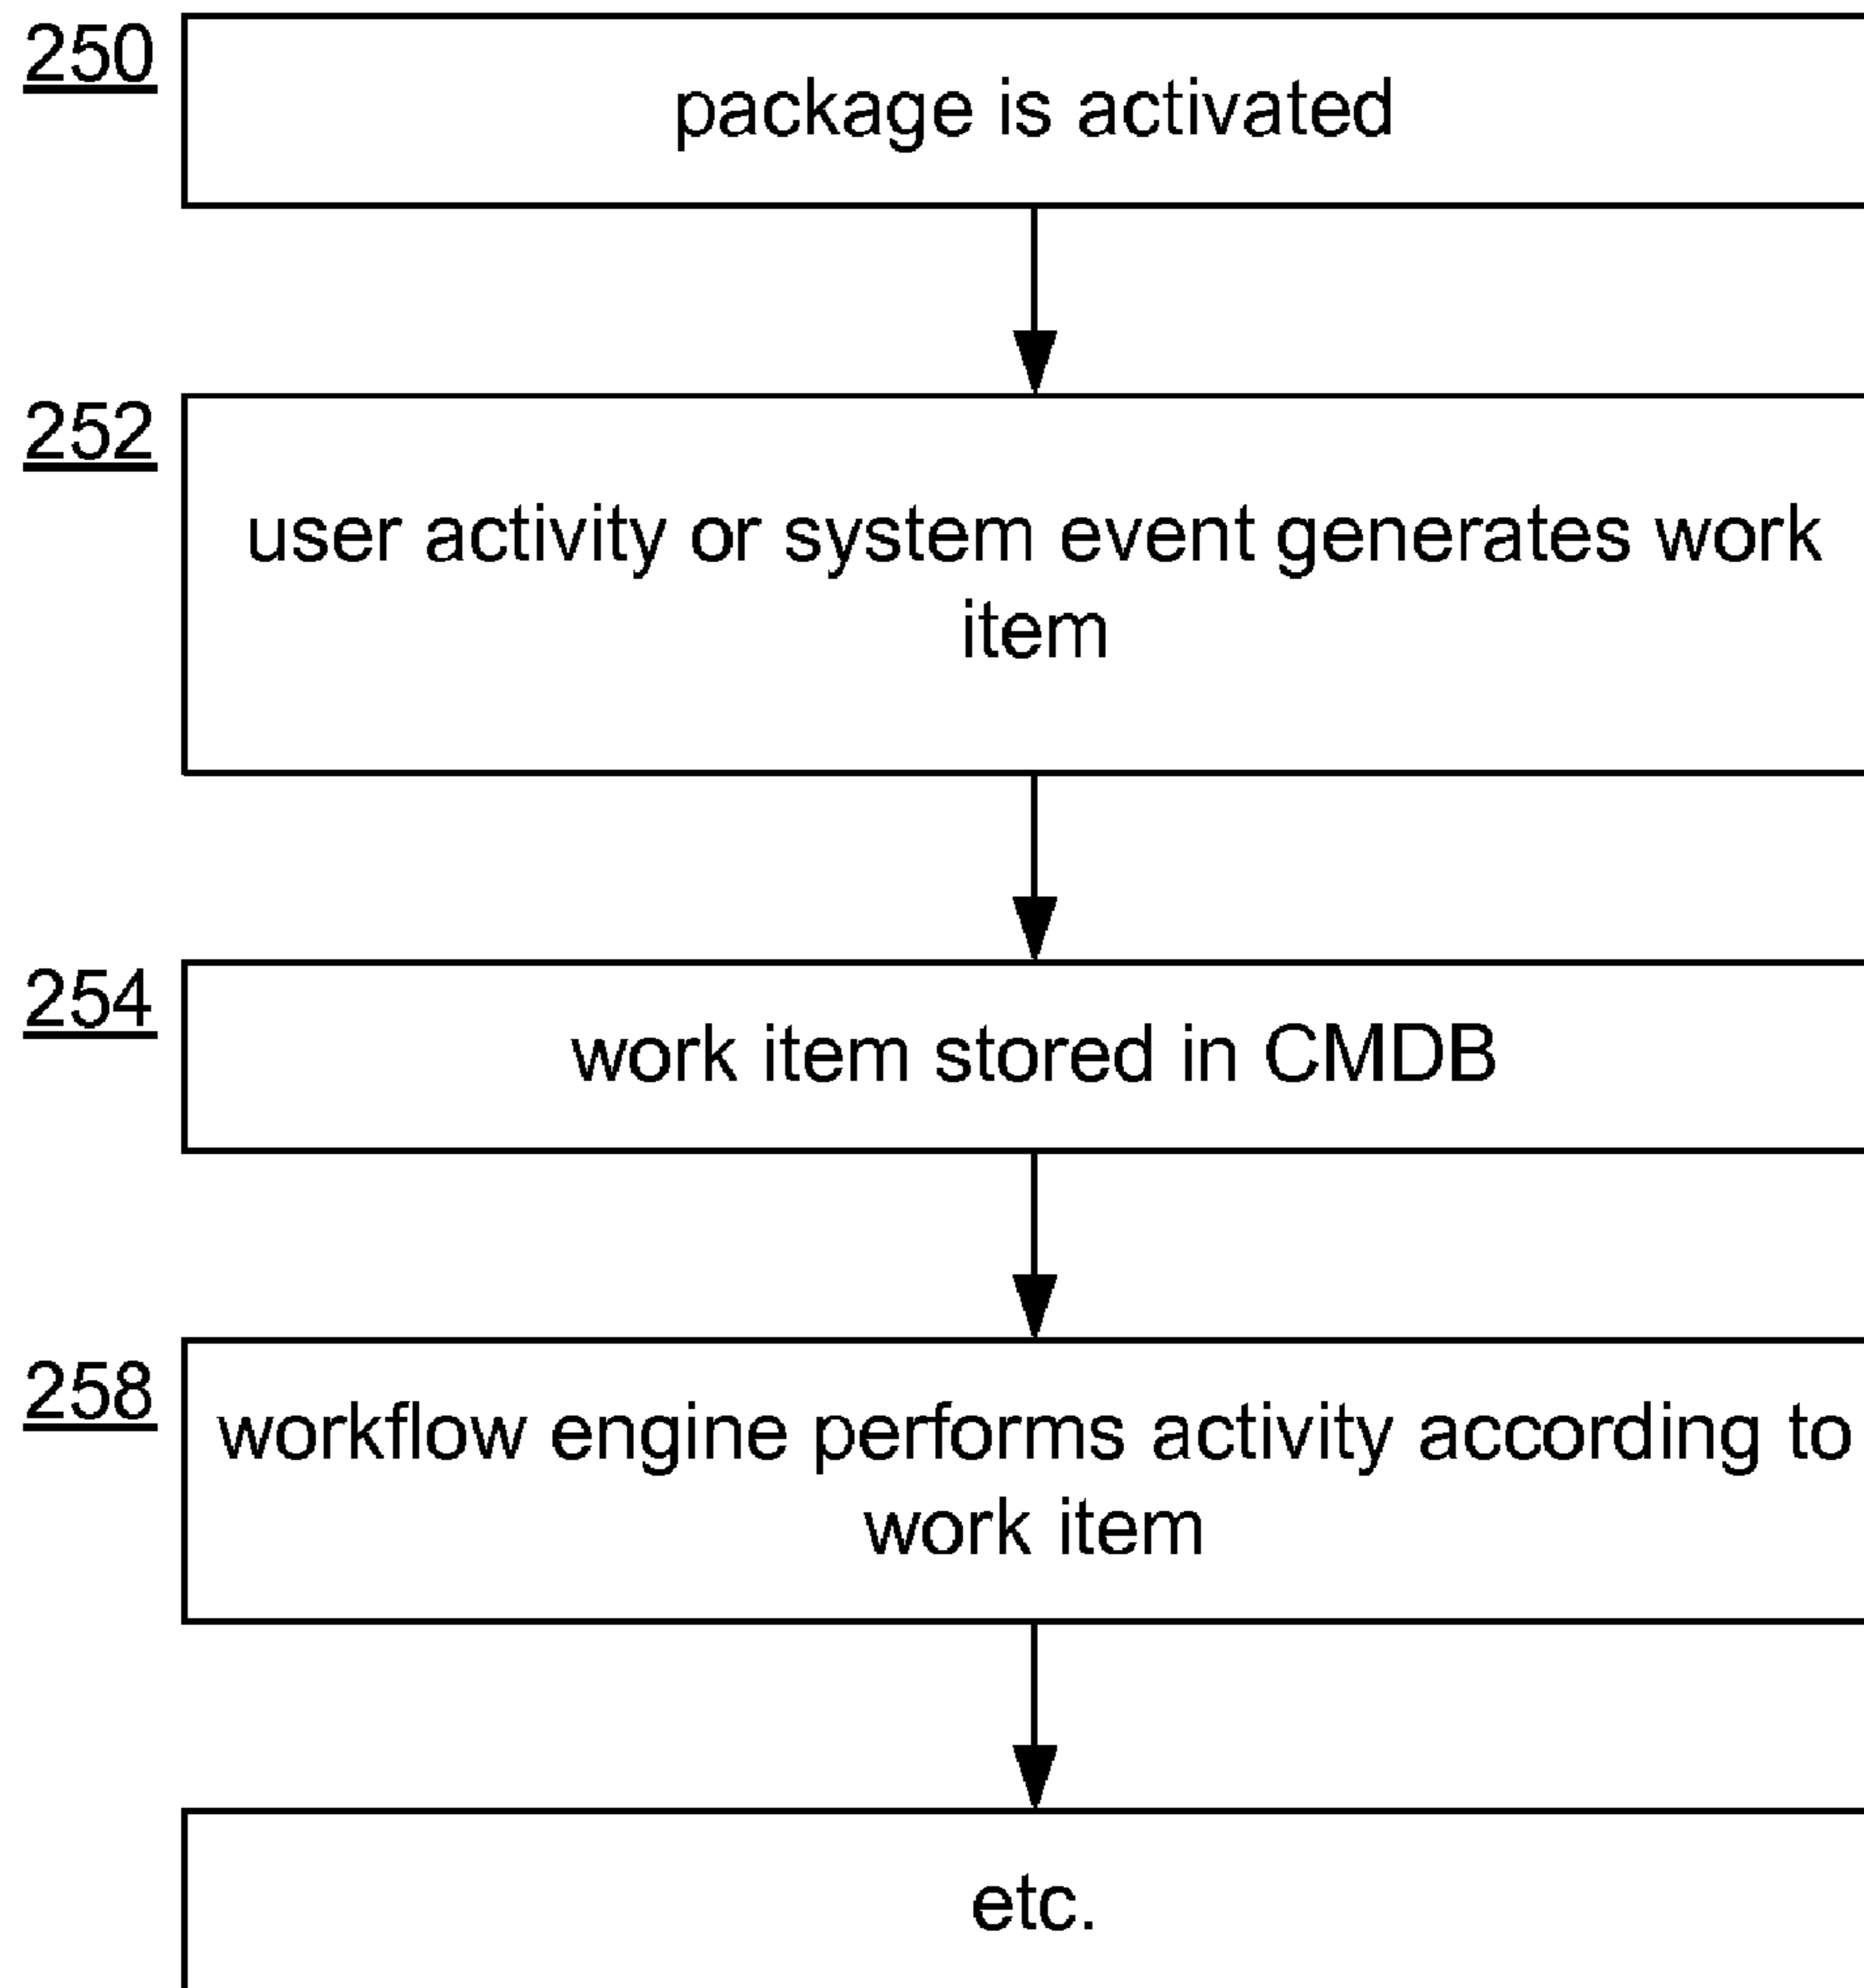 250
package is activated
252
user activity or system event generates work
item
254
work item stored in CMDB
258
workflow engine performs activity according to
work item
etc.